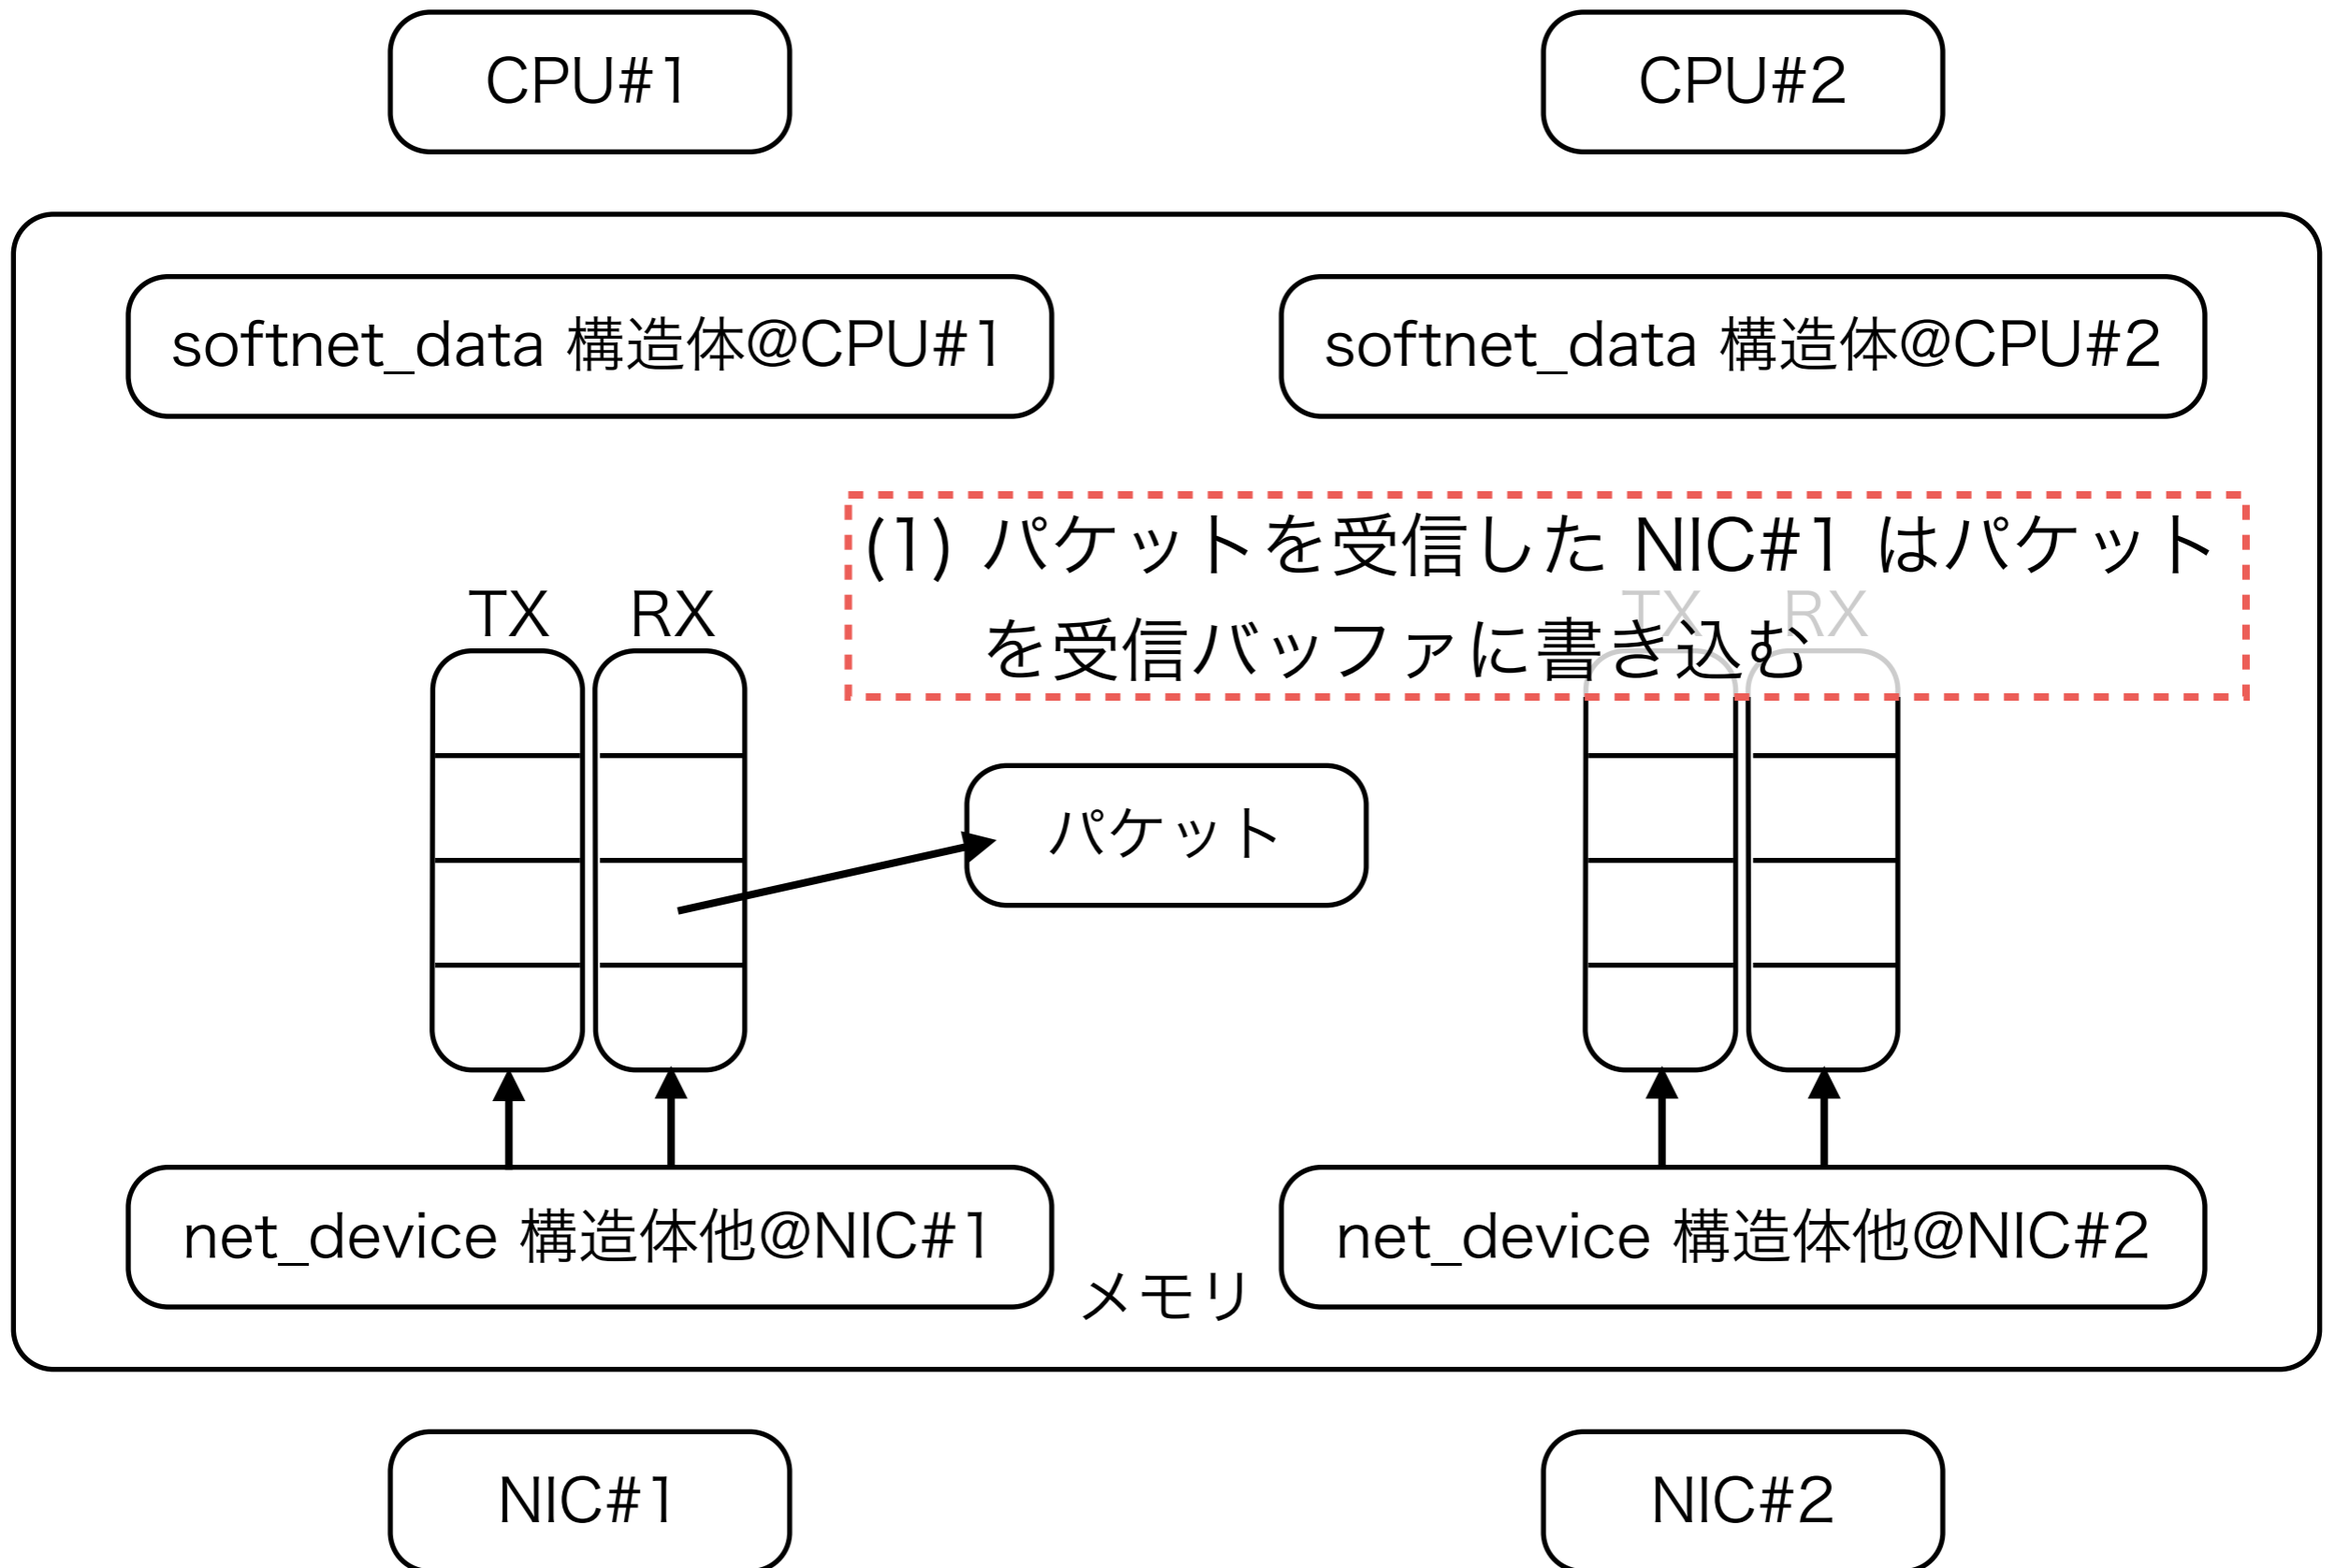 CPU#1
CPU#2
softnet_data 構造体@CPU#1
softnet_data 構造体@CPU#2
(1) パケットを受信した NIC#1 はパケット
を受信バッファに書き込む
TX
RX
TX
RX
パケット
net_device 構造体他@NIC#1
net_device 構造体他@NIC#2
メモリ
NIC#1
NIC#2